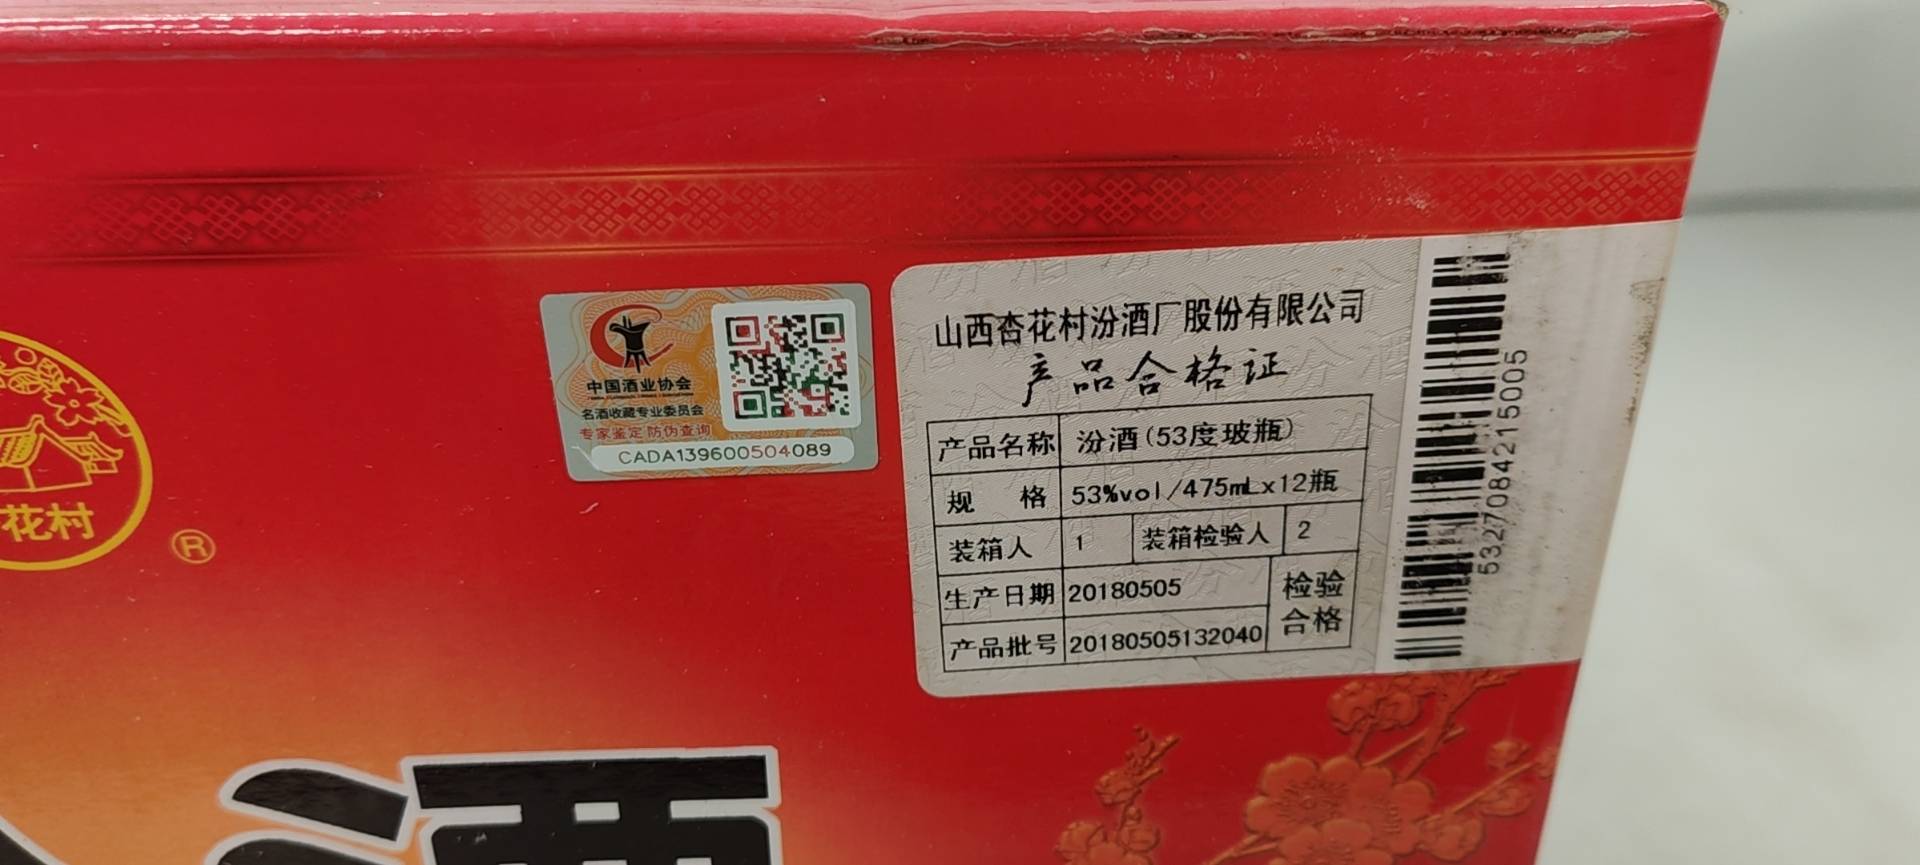 中国酒业协会
名酒收藏专业委员会
专家鉴定 防伪查询
CADA139600504089
山西杏花村汾酒厂股份有限公司
产品合格证
产品名称 汾酒(53度玻瓶)
规 格 53%vol/475mL×12瓶
装箱人 1 装箱检验人 2
生产日期 20180505 检验
合格
产品批号 20180505132040
5327084215005
花村
®
酒